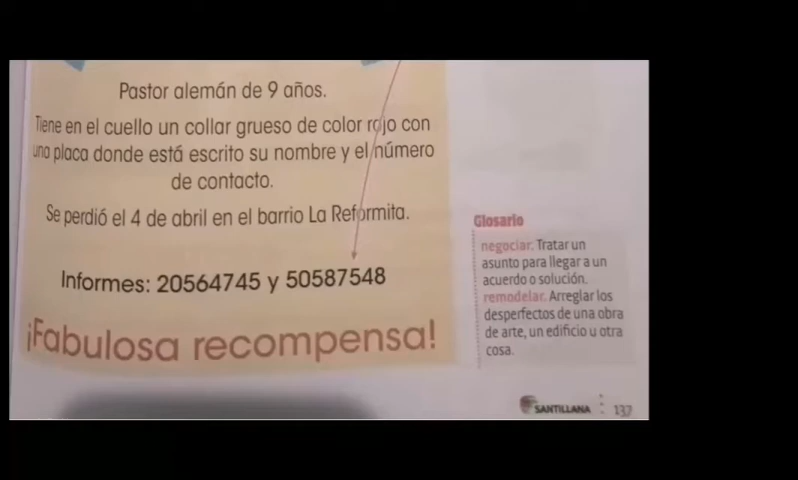 Pastor alemán de 9 años.
Tiene en el cuello un collar grueso de color rojo con
una placa donde está escrito su nombre y el número
de contacto.
Se perdió el 4 de abril en el barrio La Reformita.
Informes: 20564745 y 50587548
¡Fabulosa recompensa!
Glosario
negociar. Tratar un
asunto para llegar a un
acuerdo o solución.
remodelar. Arreglar los
desperfectos de una obra
de arte, un edificio u otra
cosa.
SANTILLANA
137